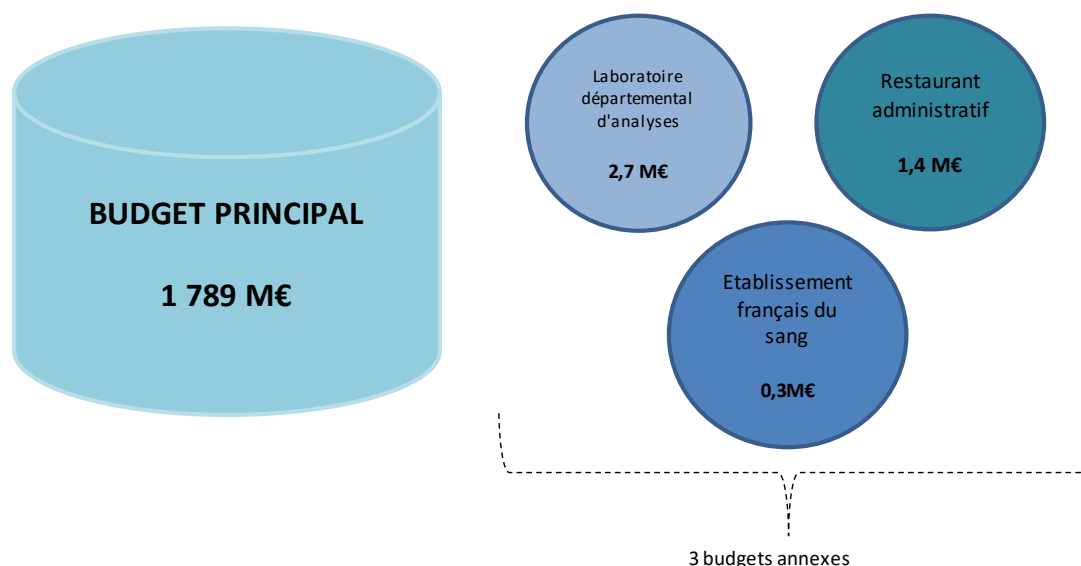 BUDGET PRINCIPAL
1 789 M€
Laboratoire
départemental
d'analyses
2,7 M€
Restaurant
administratif
1,4 M€
Etablissement
français du
sang
0,3M€
3 budgets annexes